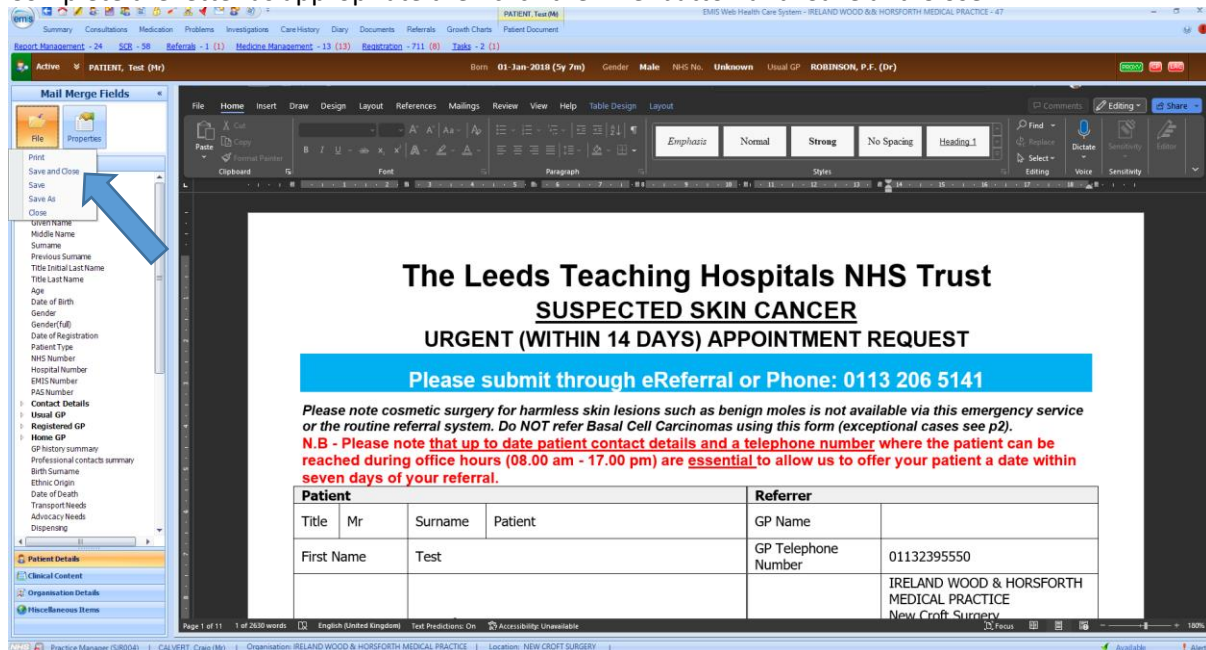 emis
PATIENT, Test (Mr)
EMIS Web Health Care System - IRELAND WOOD && HORSFORTH MEDICAL PRACTICE - 47
Summary Consultations Medication Problems Investigations Care History Diary Documents Referrals Growth Charts Patient Document
Report Management - 24 SCR - 58 Referrals - 1 (1) Medicine Management - 13 (13) Registration - 711 (8) Tasks - 2 (1)
Active PATIENT, Test (Mr) Born 01-Jan-2018 (5y 7m) Gender Male NHS No. Unknown Usual GP ROBINSON, P.F. (Dr)
Mail Merge Fields
File Properties
Print
Save and Close
Save
Save As
Close
Given Name
Middle Name
Surname
Previous Surname
Title Initial Last Name
Title Last Name
Age
Date of Birth
Gender
Gender(full)
Date of Registration
Patient Type
NHS Number
Hospital Number
EMIS Number
PAS Number
Contact Details
Usual GP
Registered GP
Home GP
GP history summary
Professional contacts summary
Birth Surname
Ethnic Origin
Date of Death
Transport Needs
Advocacy Needs
Dispensing
Patient Details
Clinical Content
Organisation Details
Miscellaneous Items
File Home Insert Draw Design Layout References Mailings Review View Help Table Design Layout
Comments Editing Share
Paste
Cut
Copy
Format Painter
Emphasis Normal Strong No Spacing Heading 1
Find
Replace
Select
Dictate Sensitivity Editor
Clipboard Font Paragraph Styles Editing Voice Sensitivity
The Leeds Teaching Hospitals NHS Trust
SUSPECTED SKIN CANCER
URGENT (WITHIN 14 DAYS) APPOINTMENT REQUEST
Please submit through eReferral or Phone: 0113 206 5141
Please note cosmetic surgery for harmless skin lesions such as benign moles is not available via this emergency service
or the routine referral system. Do NOT refer Basal Cell Carcinomas using this form (exceptional cases see p2).
N.B - Please note that up to date patient contact details and a telephone number where the patient can be
reached during office hours (08.00 am - 17.00 pm) are essential to allow us to offer your patient a date within
seven days of your referral.
Patient Referrer
Title Mr Surname Patient GP Name
First Name Test GP Telephone
Number 01132395550
IRELAND WOOD & HORSFORTH
MEDICAL PRACTICE
New Croft Surgery
Page 1 of 11 1 of 2630 words English (United Kingdom) Text Predictions: On Accessibility: Unavailable Focus 180%
Practice Manager (SIR004) CALVERT, Craig (Mr) Organisation: IRELAND WOOD & HORSFORTH MEDICAL PRACTICE Location: NEW CROFT SURGERY Available Alert